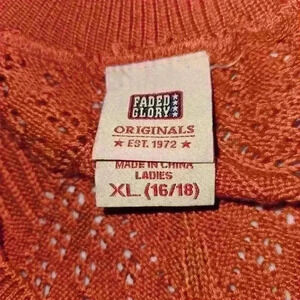 FADED
GLORY
ORIGINALS
★ EST. 1972 ★
MADE IN CHINA
LADIES
XL (16/18)